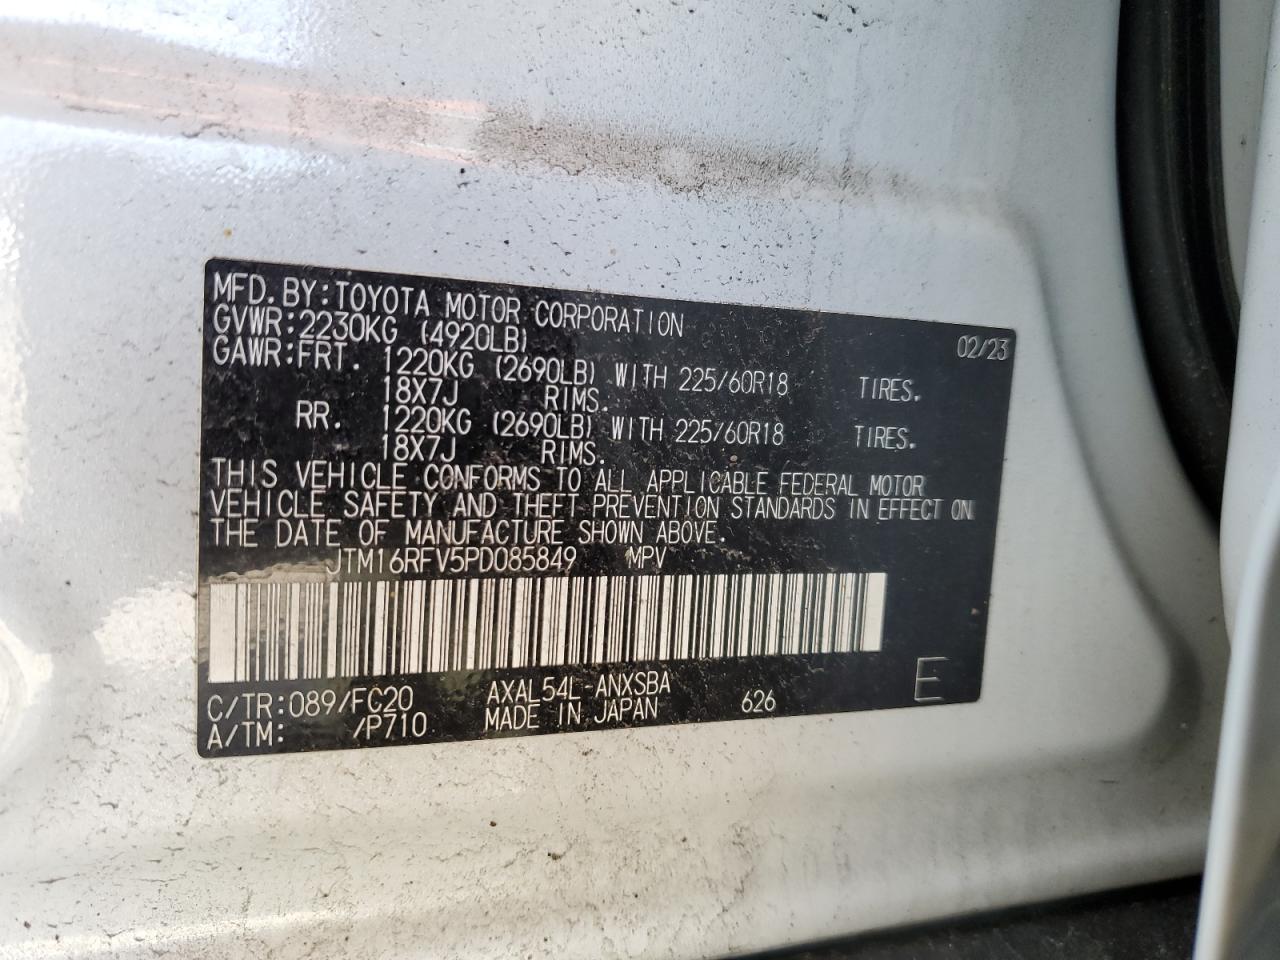 MFD.BY:TOYOTA MOTOR CORPORATION 02/23
GVWR:2230KG (4920LB)
GAWR:FRT. 1220KG (2690LB) WITH 225/60R18 TIRES.
18X7J RIMS.
RR. 1220KG (2690LB) WITH 225/60R18 TIRES.
18X7J RIMS.
THIS VEHICLE CONFORMS TO ALL APPLICABLE FEDERAL MOTOR
VEHICLE SAFETY AND THEFT PREVENTION STANDARDS IN EFFECT ON
THE DATE OF MANUFACTURE SHOWN ABOVE.
JTM16RFV5PD085849 MPV
C/TR:089/FC20 AXAL54L-ANXSBA 626 E
A/TM: /P710 MADE IN JAPAN